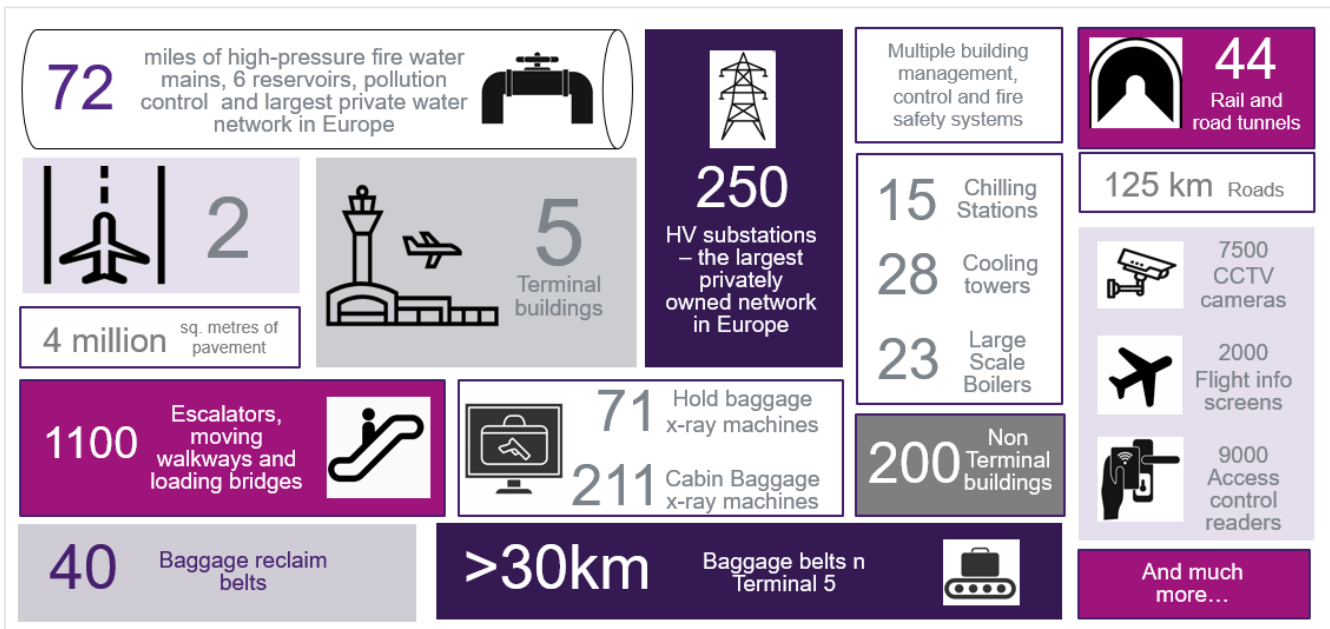 72
miles of high-pressure fire water
mains, 6 reservoirs, pollution
control and largest private water
network in Europe
250
HV substations
– the largest
privately
owned network
in Europe
Multiple building
management,
control and fire
safety systems
44
Rail and
road tunnels
125 km Roads
2
5
Terminal
buildings
4 million
sq. metres of
pavement
15
Chilling
Stations
28
Cooling
towers
23
Large
Scale
Boilers
7500
CCTV
cameras
2000
Flight info
screens
9000
Access
control
readers
1100
Escalators,
moving
walkways and
loading bridges
71
Hold baggage
x-ray machines
211
Cabin Baggage
x-ray machines
200
Non
Terminal
buildings
40
Baggage reclaim
belts
>30km
Baggage belts n
Terminal 5
And much
more…